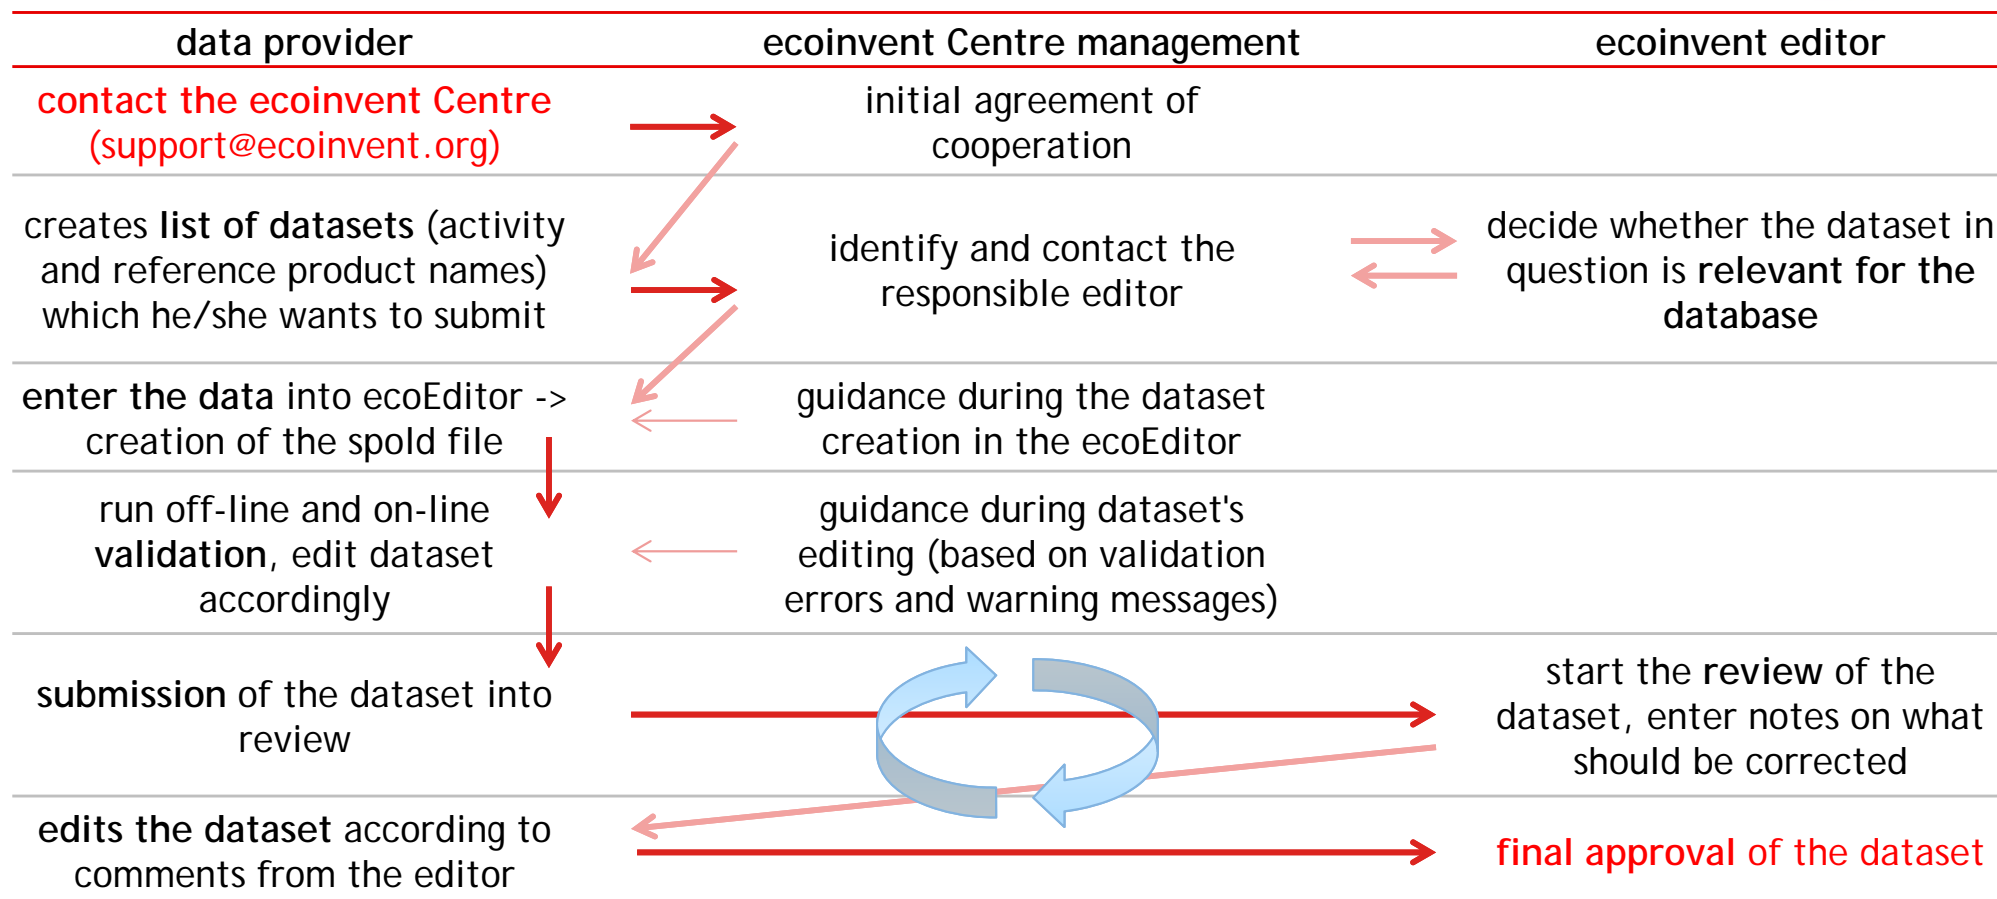 data provider
ecoinvent Centre management
ecoinvent editor
contact the ecoinvent Centre
(support@ecoinvent.org)
initial agreement of
cooperation
creates list of datasets (activity
and reference product names)
which he/she wants to submit
identify and contact the
responsible editor
decide whether the dataset in
question is relevant for the
database
enter the data into ecoEditor ->
creation of the spold file
guidance during the dataset
creation in the ecoEditor
run off-line and on-line
validation, edit dataset
accordingly
guidance during dataset's
editing (based on validation
errors and warning messages)
submission of the dataset into
review
start the review of the
dataset, enter notes on what
should be corrected
edits the dataset according to
comments from the editor
final approval of the dataset